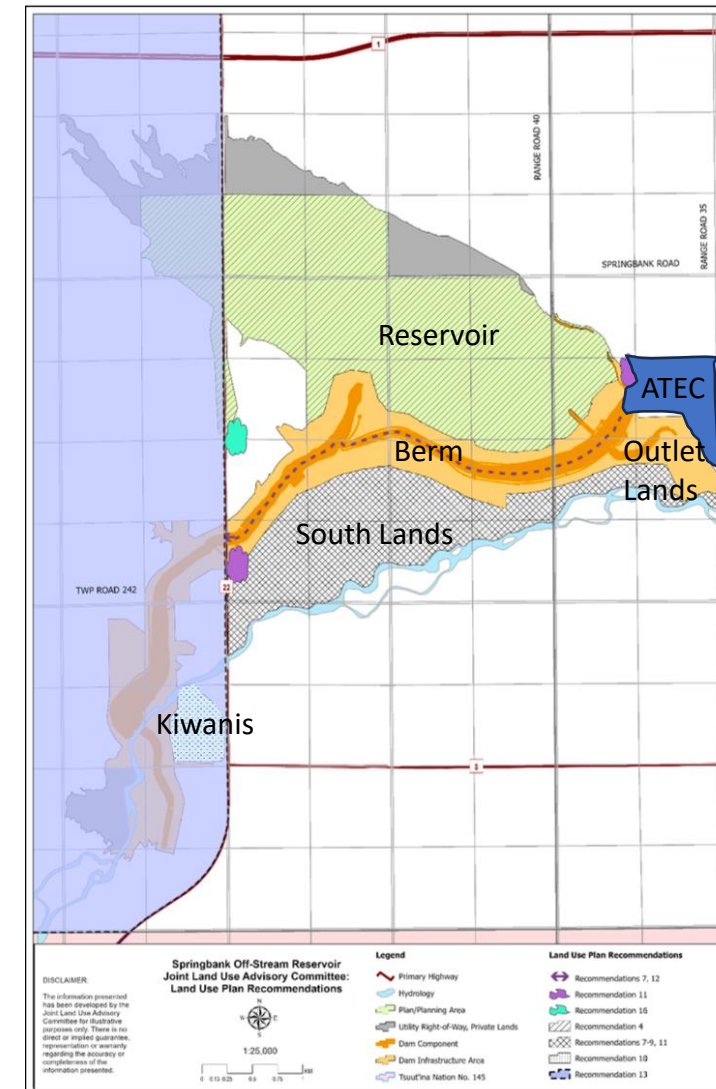 1
RANGE ROAD 40
RANGE ROAD 35
SPRINGBANK ROAD
Reservoir
ATEC
Berm
Outlet
Lands
South Lands
TWP ROAD 242
22
Kiwanis
DISCLAIMER:
The information presented
has been developed by the
Joint Land Use Advisory
Committee for illustrative
purposes only. There is no
direct or implied guarantee,
representation or warranty
regarding the accuracy or
completeness of the
information presented.
Springbank Off-Stream Reservoir
Joint Land Use Advisory Committee:
Land Use Plan Recommendations
N
W
E
S
1:25,000
Legend
Primary Highway
Hydrology
Plan/Planning Area
Utility Right-of-Way, Private Lands
Dam Component
Dam Infrastructure Area
Tsuut'ina Nation No. 145
Land Use Plan Recommendations
Recommendations 7, 12
Recommendation 11
Recommendation 16
Recommendation 4
Recommendations 7-9, 11
Recommendation 10
Recommendation 13